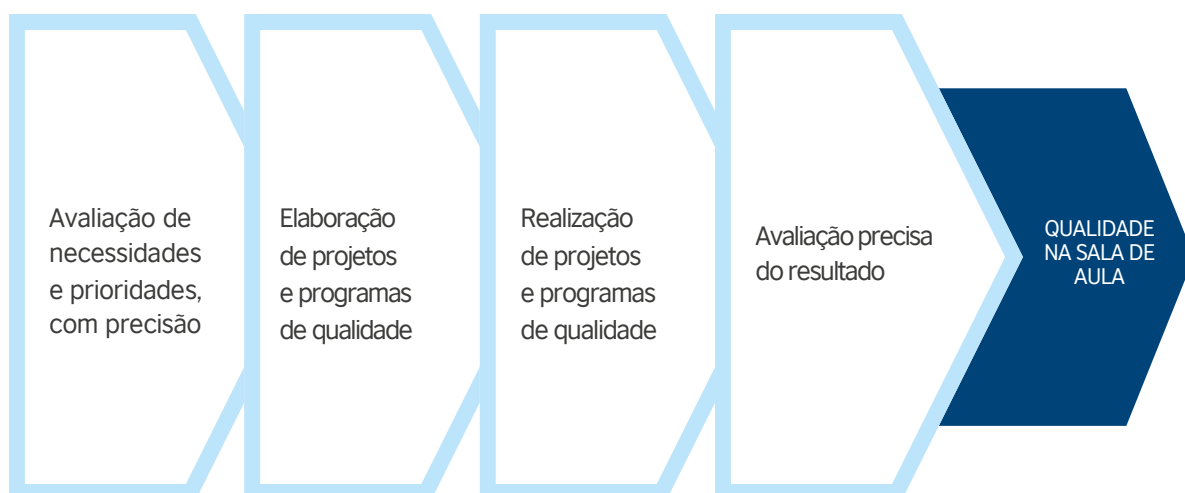 Avaliação de
necessidades
e prioridades,
com precisão
Elaboração
de projetos
e programas
de qualidade
Realização
de projetos
e programas
de qualidade
Avaliação precisa
do resultado
QUALIDADE
NA SALA DE
AULA